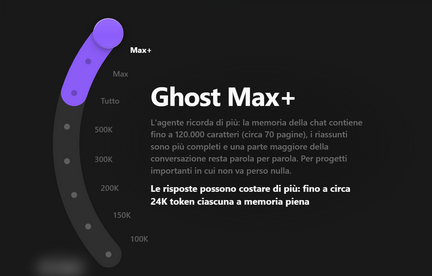 Max+
Max
Tutto
500K
300K
200K
150K
100K
Ghost Max+
L'agente ricorda di più: la memoria della chat contiene
fino a 120.000 caratteri (circa 70 pagine), i riassunti
sono più completi e una parte maggiore della
conversazione resta parola per parola. Per progetti
importanti in cui non va perso nulla.
Le risposte possono costare di più: fino a circa
24K token ciascuna a memoria piena